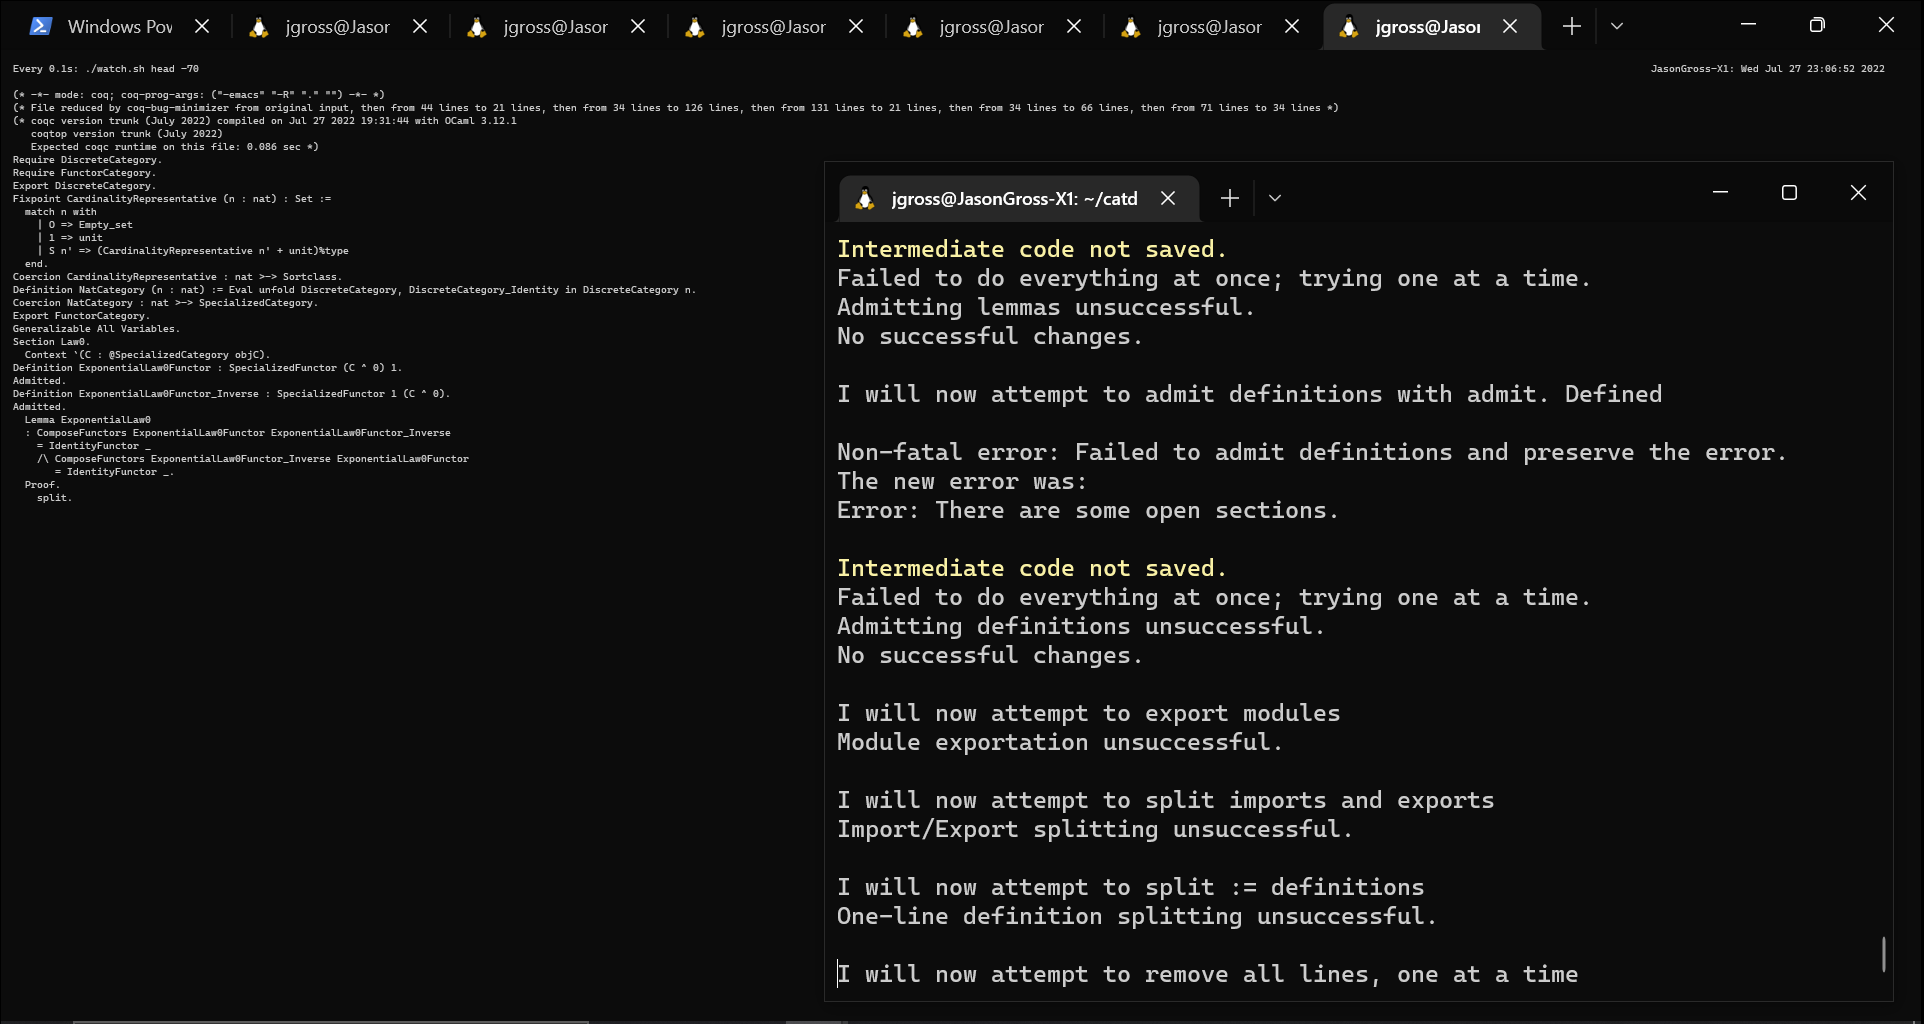 Windows Pov
jgross@Jasor
jgross@Jasor
jgross@Jasor
jgross@Jasor
jgross@Jasor
jgross@Jasor
Every 0.1s: ./watch.sh head -70
JasonGross-X1: Wed Jul 27 23:06:52 2022
(* -*- mode: coq; coq-prog-args: ("-emacs" "-R" "." "") -*- *)
(* File reduced by coq-bug-minimizer from original input, then from 44 lines to 21 lines, then from 34 lines to 126 lines, then from 131 lines to 21 lines, then from 34 lines to 66 lines, then from 71 lines to 34 lines *)
(* coqc version trunk (July 2022) compiled on Jul 27 2022 19:31:44 with OCaml 3.12.1
   coqtop version trunk (July 2022)
   Expected coqc runtime on this file: 0.086 sec *)
Require DiscreteCategory.
Require FunctorCategory.
Export DiscreteCategory.
Fixpoint CardinalityRepresentative (n : nat) : Set :=
  match n with
    | O => Empty_set
    | 1 => unit
    | S n' => (CardinalityRepresentative n' + unit)%type
  end.
Coercion CardinalityRepresentative : nat >-> Sortclass.
Definition NatCategory (n : nat) := Eval unfold DiscreteCategory, DiscreteCategory_Identity in DiscreteCategory n.
Coercion NatCategory : nat >-> SpecializedCategory.
Export FunctorCategory.
Generalizable All Variables.
Section Law0.
  Context `(C : @SpecializedCategory objC).
Definition ExponentialLaw0Functor : SpecializedFunctor (C ^ 0) 1.
Admitted.
Definition ExponentialLaw0Functor_Inverse : SpecializedFunctor 1 (C ^ 0).
Admitted.
  Lemma ExponentialLaw0
  : ComposeFunctors ExponentialLaw0Functor ExponentialLaw0Functor_Inverse
    = IdentityFunctor _
    /\ ComposeFunctors ExponentialLaw0Functor_Inverse ExponentialLaw0Functor
       = IdentityFunctor _.
  Proof.
    split.
jgross@JasonGross-X1: ~/catd
Intermediate code not saved.
Failed to do everything at once; trying one at a time.
Admitting lemmas unsuccessful.
No successful changes.
I will now attempt to admit definitions with admit. Defined
Non-fatal error: Failed to admit definitions and preserve the error.
The new error was:
Error: There are some open sections.
Intermediate code not saved.
Failed to do everything at once; trying one at a time.
Admitting definitions unsuccessful.
No successful changes.
I will now attempt to export modules
Module exportation unsuccessful.
I will now attempt to split imports and exports
Import/Export splitting unsuccessful.
I will now attempt to split := definitions
One-line definition splitting unsuccessful.
I will now attempt to remove all lines, one at a time